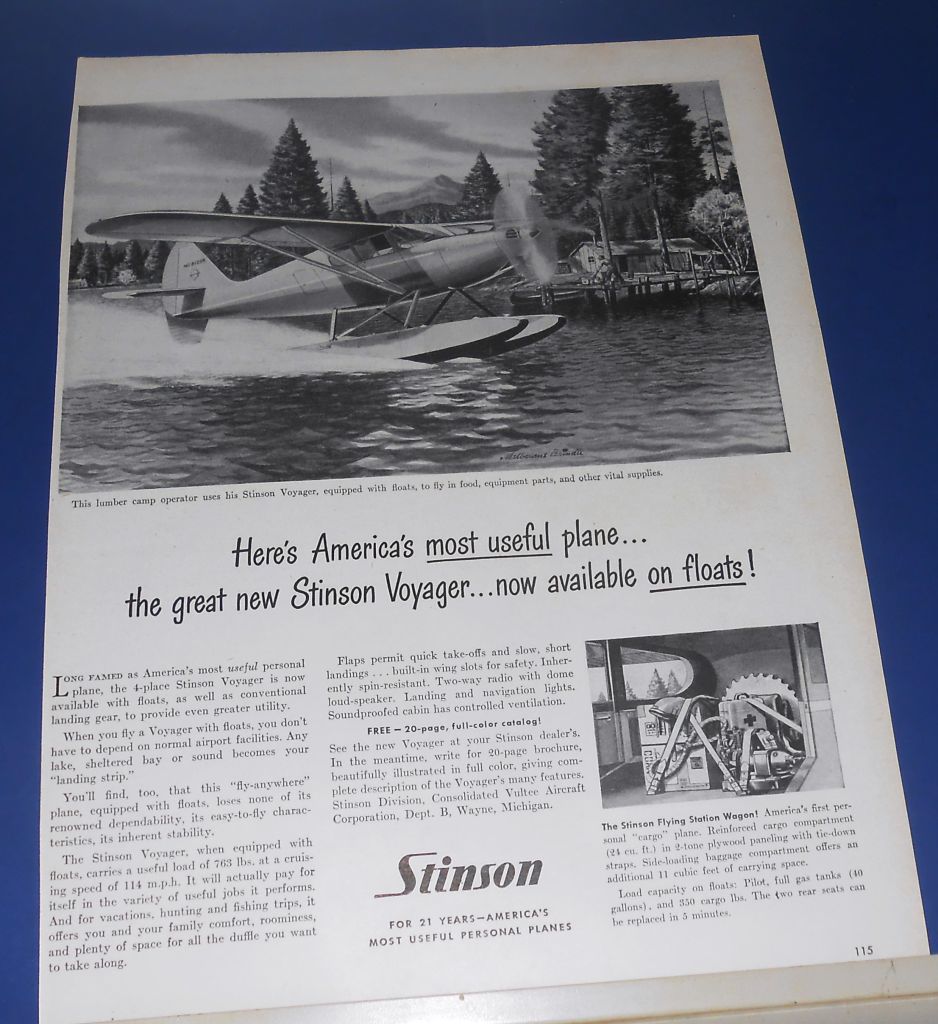 Melbourne Brindle
This lumber camp operator uses his Stinson Voyager, equipped with floats, to fly in food, equipment parts, and other vital supplies.
Here's America's most useful plane...
the great new Stinson Voyager...now available on floats!
LONG FAMED as America's most useful personal
plane, the 4-place Stinson Voyager is now
available with floats, as well as conventional
landing gear, to provide even greater utility.
When you fly a Voyager with floats, you don't
have to depend on normal airport facilities. Any
lake, sheltered bay or sound becomes your
"landing strip."
You'll find, too, that this "fly-anywhere"
plane, equipped with floats, loses none of its
renowned dependability, its easy-to-fly charac-
teristics, its inherent stability.
The Stinson Voyager, when equipped with
floats, carries a useful load of 763 lbs. at a cruis-
ing speed of 114 m.p.h. It will actually pay for
itself in the variety of useful jobs it performs.
And for vacations, hunting and fishing trips, it
offers you and your family comfort, roominess,
and plenty of space for all the duffle you want
to take along.
Flaps permit quick take-offs and slow, short
landings . . . built-in wing slots for safety. Inher-
ently spin-resistant. Two-way radio with dome
loud-speaker. Landing and navigation lights.
Soundproofed cabin has controlled ventilation.
FREE — 20-page, full-color catalog!
See the new Voyager at your Stinson dealer's.
In the meantime, write for 20-page brochure,
beautifully illustrated in full color, giving com-
plete description of the Voyager's many features.
Stinson Division, Consolidated Vultee Aircraft
Corporation, Dept. B, Wayne, Michigan.
Stinson
FOR 21 YEARS—AMERICA'S
MOST USEFUL PERSONAL PLANES
The Stinson Flying Station Wagon! America's first per-
sonal "cargo" plane. Reinforced cargo compartment
(24 cu. ft.) in 2-tone plywood paneling with tie-down
straps. Side-loading baggage compartment offers an
additional 11 cubic feet of carrying space.
Load capacity on floats: Pilot, full gas tanks (40
gallons), and 350 cargo lbs. The two rear seats can
be replaced in 5 minutes.
115